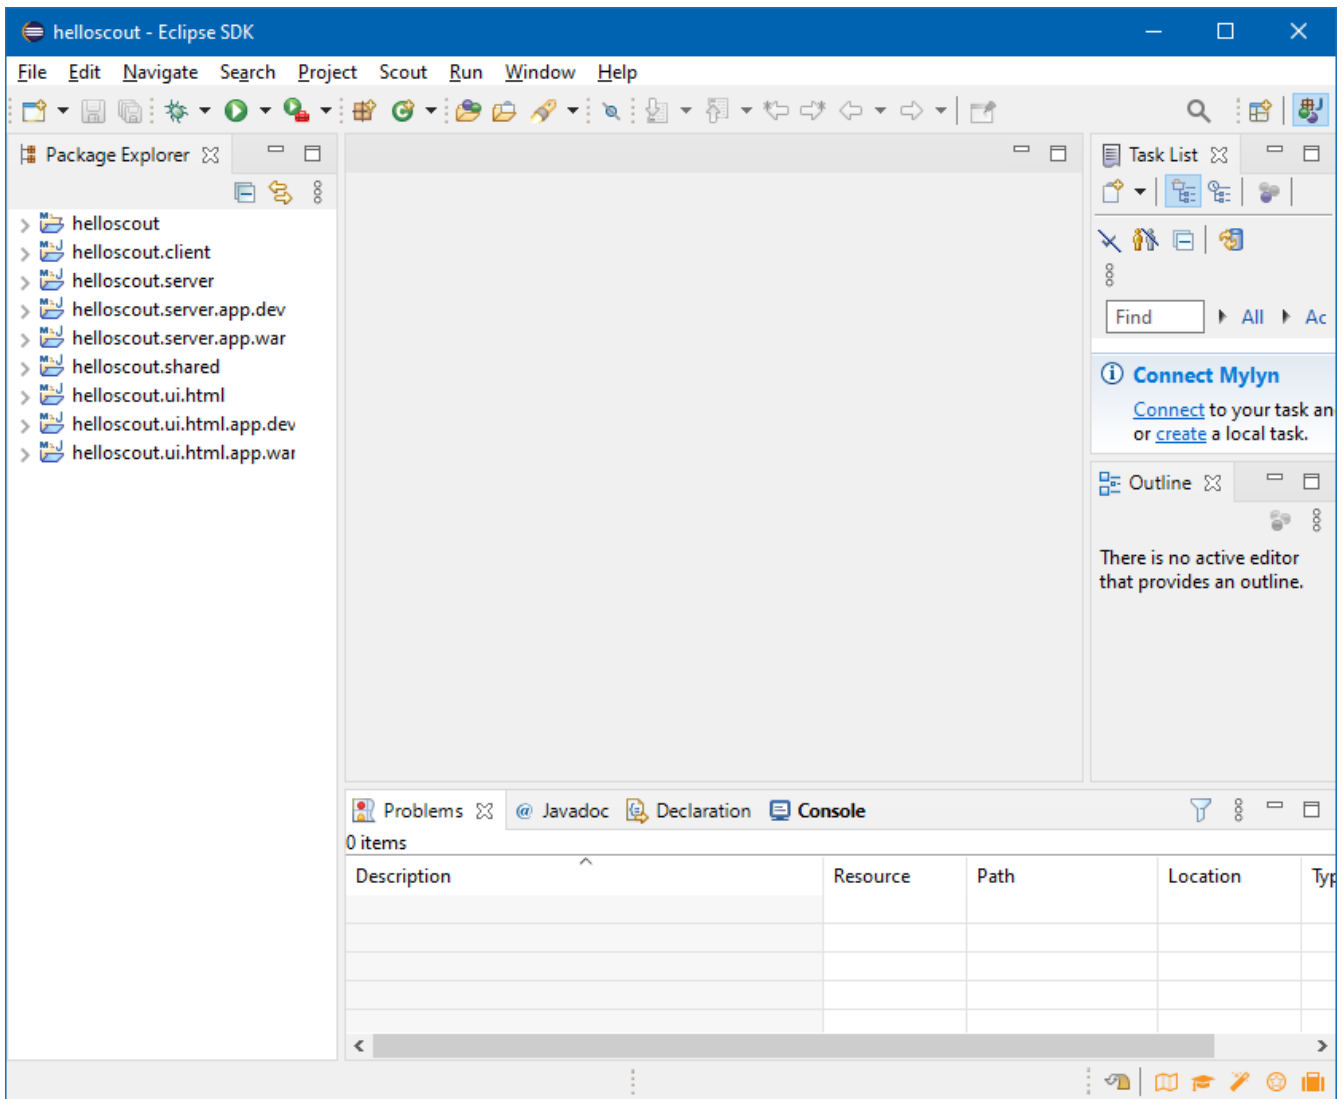 helloscout - Eclipse SDK
File Edit Navigate Search Project Scout Run Window Help
Package Explorer
helloscout
helloscout.client
helloscout.server
helloscout.server.app.dev
helloscout.server.app.war
helloscout.shared
helloscout.ui.html
helloscout.ui.html.app.dev
helloscout.ui.html.app.war
Task List
Find All Ac
Connect Mylyn
Connect to your task an
or create a local task.
Outline
There is no active editor
that provides an outline.
Problems @ Javadoc Declaration Console
0 items
Description Resource Path Location Typ